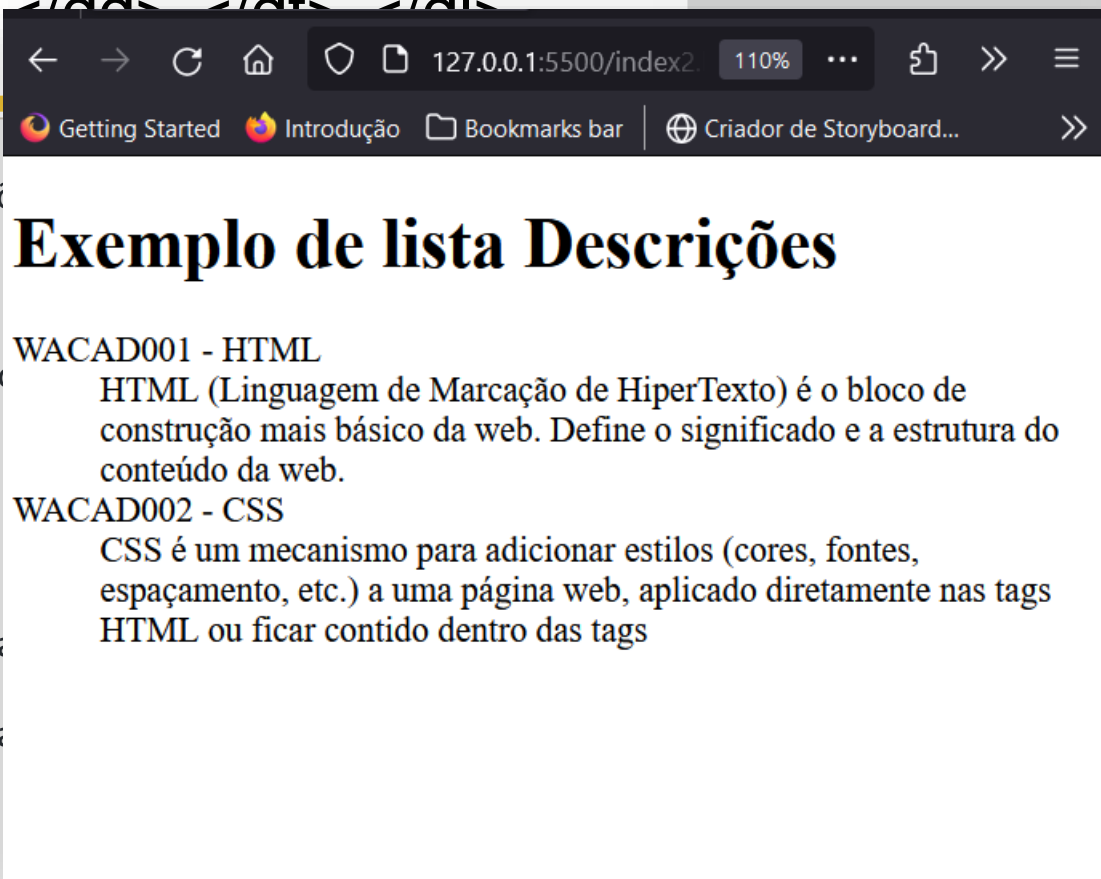 </dd> </dt> </dl>
127.0.0.1:5500/index2. 110%
Getting Started Introdução Bookmarks bar Criador de Storyboard...
Exemplo de lista Descrições
WACAD001 - HTML
HTML (Linguagem de Marcação de HiperTexto) é o bloco de
construção mais básico da web. Define o significado e a estrutura do
conteúdo da web.
WACAD002 - CSS
CSS é um mecanismo para adicionar estilos (cores, fontes,
espaçamento, etc.) a uma página web, aplicado diretamente nas tags
HTML ou ficar contido dentro das tags